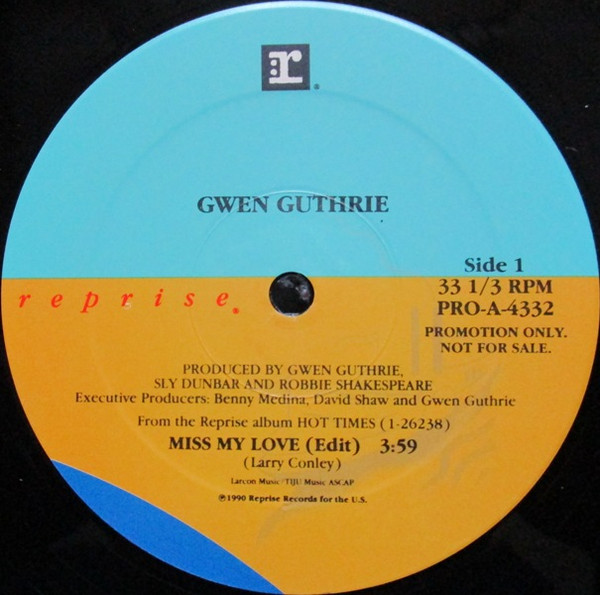 r®
GWEN GUTHRIE
Side 1
33 1/3 RPM
PRO-A-4332
PROMOTION ONLY.
NOT FOR SALE.
reprise®
PRODUCED BY GWEN GUTHRIE,
SLY DUNBAR AND ROBBIE SHAKESPEARE
Executive Producers: Benny Medina, David Shaw and Gwen Guthrie
From the Reprise album HOT TIMES (1-26238)
MISS MY LOVE (Edit) 3:59
(Larry Conley)
Larcon Music/TIJU Music ASCAP
℗1990 Reprise Records for the U.S.